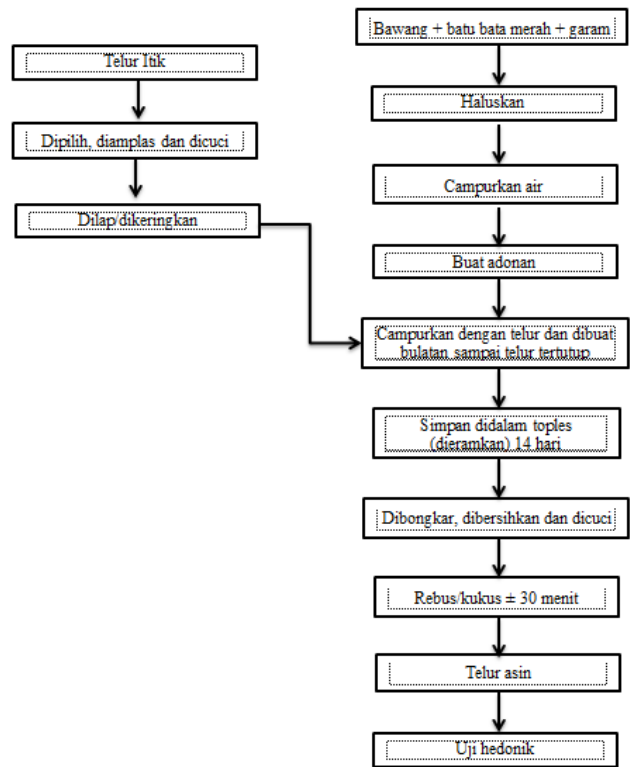 Bawang + batu bata merah + garam
Telur Itik
Haluskan
Dipilih, diamplas dan dicuci
Campurkan air
Dilap/dikeringkan
Buat adonan
Campurkan dengan telur dan dibuat
bulatan sampai telur tertutup
Simpan didalam toples
(dieramkan) 14 hari
Dibongkar, dibersihkan dan dicuci
Rebus/kukus ± 30 menit
Telur asin
Uji hedonik